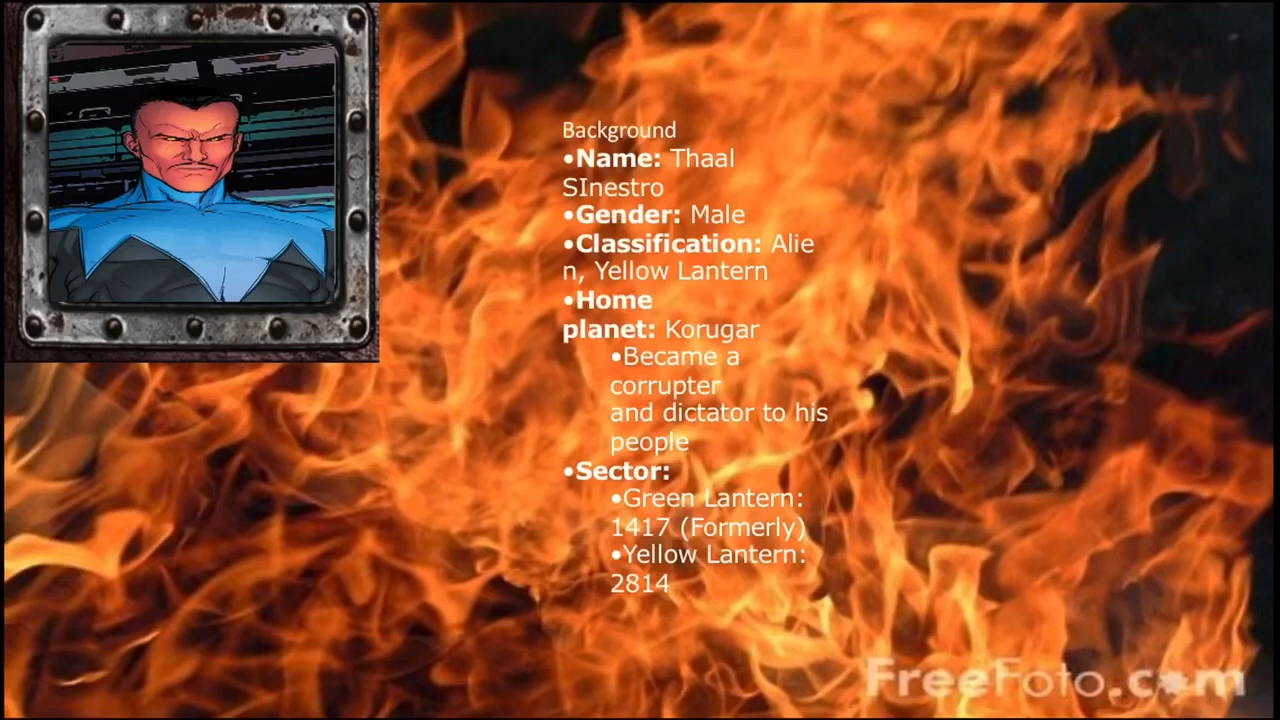 Background
•Name: Thaal
SInestro
•Gender: Male
•Classification: Alie
n, Yellow Lantern
•Home
planet: Korugar
•Became a
corrupter
and dictator to his
people
•Sector:
•Green Lantern:
1417 (Formerly)
•Yellow Lantern:
2814
FreeFoto.com